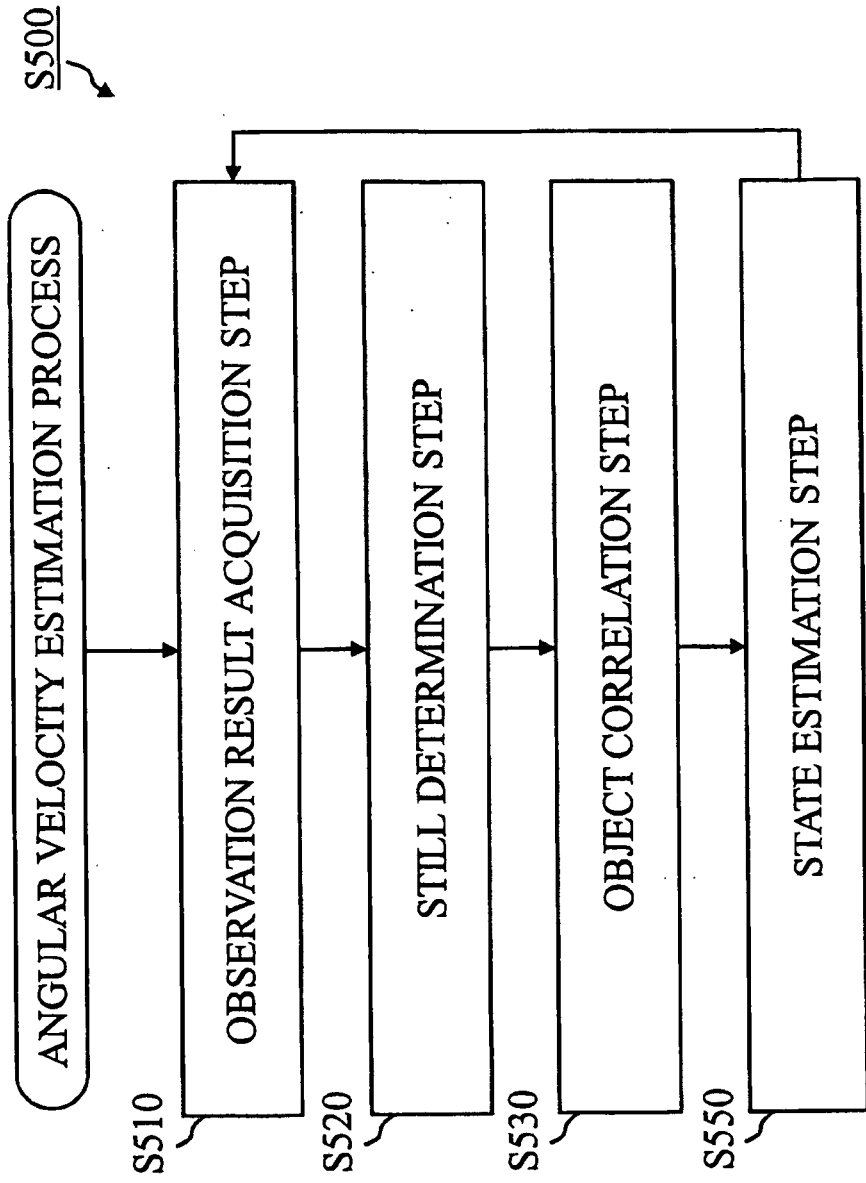 S500
ANGULAR VELOCITY ESTIMATION PROCESS
S510
OBSERVATION RESULT ACQUISITION STEP
S520
STILL DETERMINATION STEP
S530
OBJECT CORRELATION STEP
S550
STATE ESTIMATION STEP